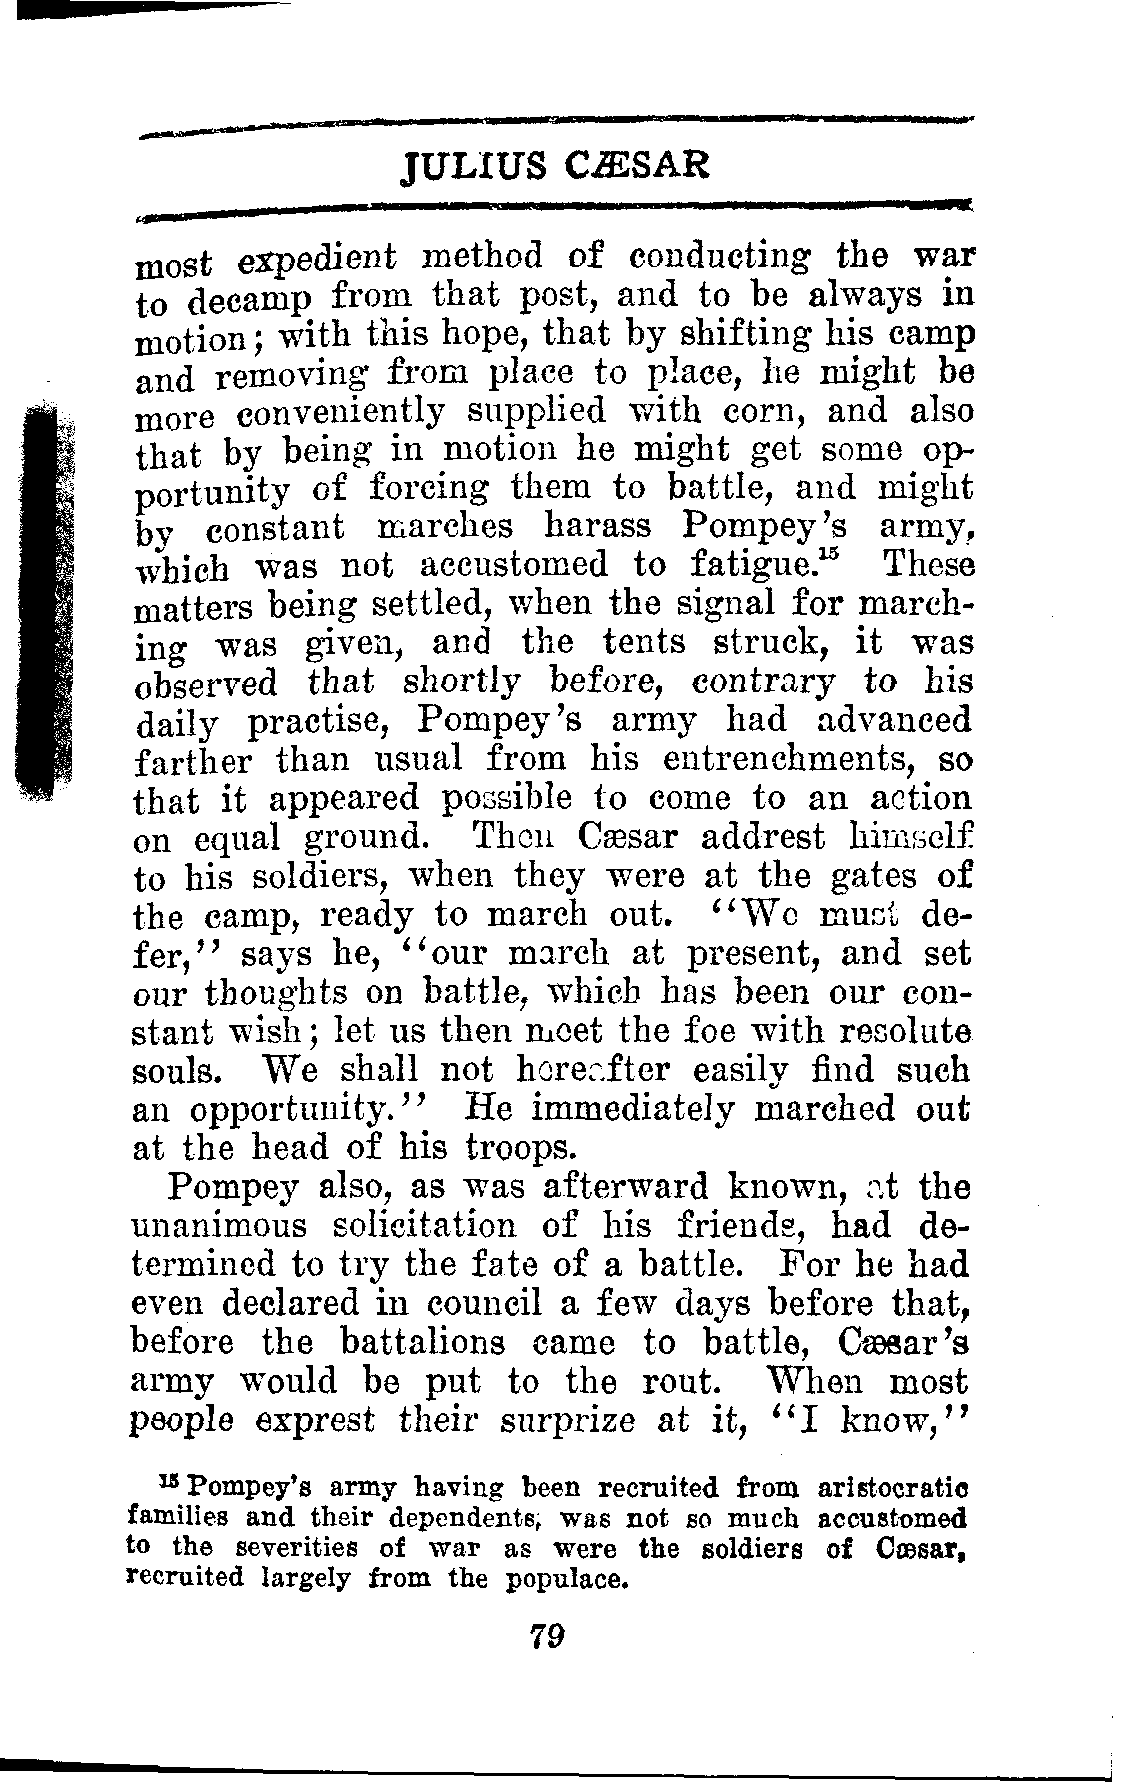 JULIUS CÆSAR
most expedient method of conducting the war
to decamp from that post, and to be always in
motion; with this hope, that by shifting his camp
and removing from place to place, he might be
more conveniently supplied with corn, and also
that by being in motion he might get some op-
portunity of forcing them to battle, and might
by constant marches harass Pompey's army,
which was not accustomed to fatigue.¹⁵ These
matters being settled, when the signal for march-
ing was given, and the tents struck, it was
observed that shortly before, contrary to his
daily practise, Pompey's army had advanced
farther than usual from his entrenchments, so
that it appeared possible to come to an action
on equal ground. Then Cæsar addrest himself
to his soldiers, when they were at the gates of
the camp, ready to march out. "We must de-
fer," says he, "our march at present, and set
our thoughts on battle, which has been our con-
stant wish; let us then meet the foe with resolute
souls. We shall not hereafter easily find such
an opportunity." He immediately marched out
at the head of his troops.
Pompey also, as was afterward known, at the
unanimous solicitation of his friends, had de-
termined to try the fate of a battle. For he had
even declared in council a few days before that,
before the battalions came to battle, Cæsar's
army would be put to the rout. When most
people exprest their surprize at it, "I know,"
¹⁵ Pompey's army having been recruited from aristocratic
families and their dependents, was not so much accustomed
to the severities of war as were the soldiers of Cæsar,
recruited largely from the populace.
79